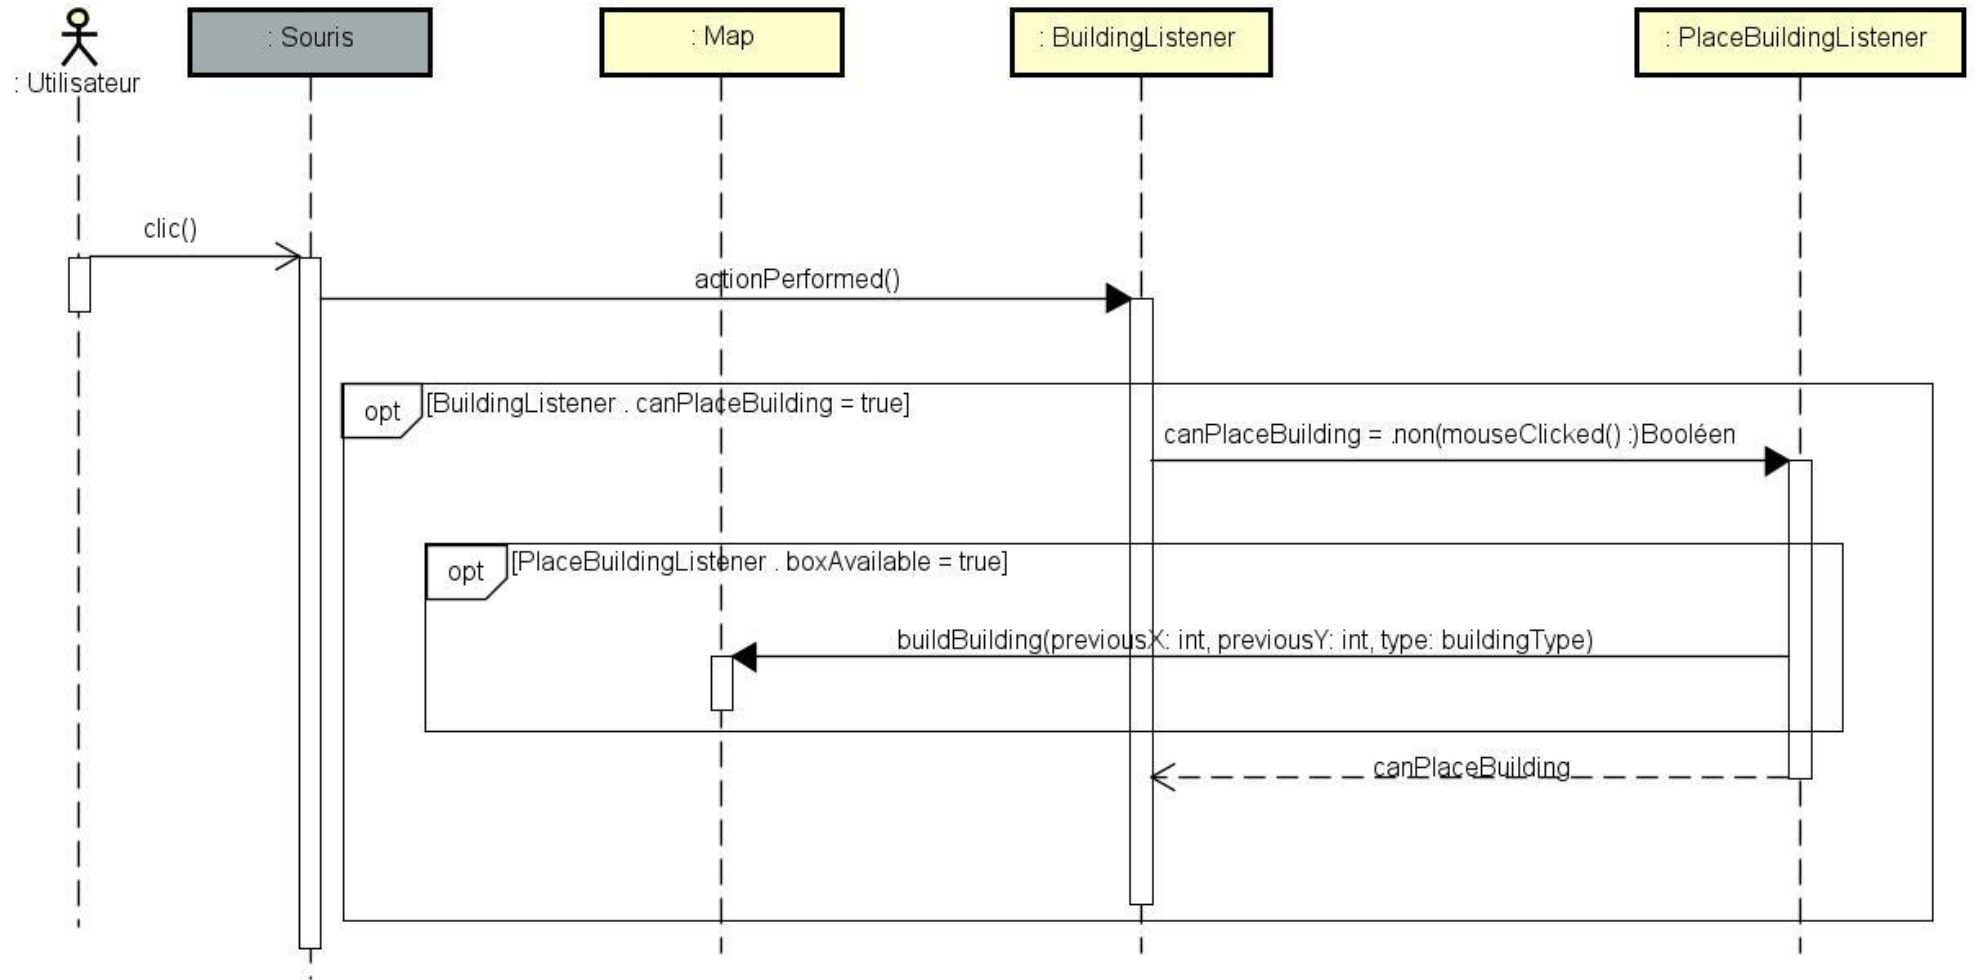 : Souris
: Map
: BuildingListener
: PlaceBuildingListener
: Utilisateur
clic()
actionPerformed()
opt
[BuildingListener . canPlaceBuilding = true]
canPlaceBuilding = .non(mouseClicked() :)Booléen
opt
[PlaceBuildingListener . boxAvailable = true]
buildBuilding(previousX: int, previousY: int, type: buildingType)
canPlaceBuilding